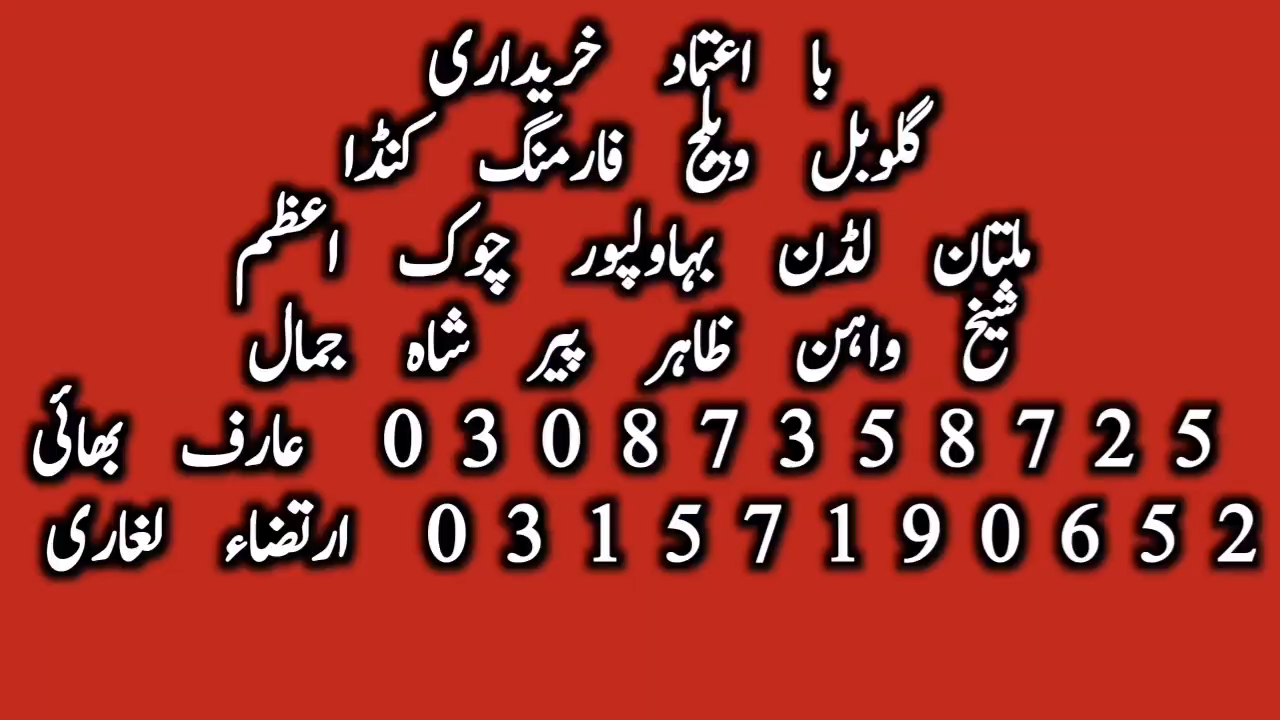 با اعتماد خریداری
گلوبل ویلج فارمنگ کنڈا
ملتان لڈن بہاولپور چوک اعظم
شیخ واہن ظاہر پیر شاہ جمال
03087358725 عارف بھائی
03157190652 ارتضاء لغاری